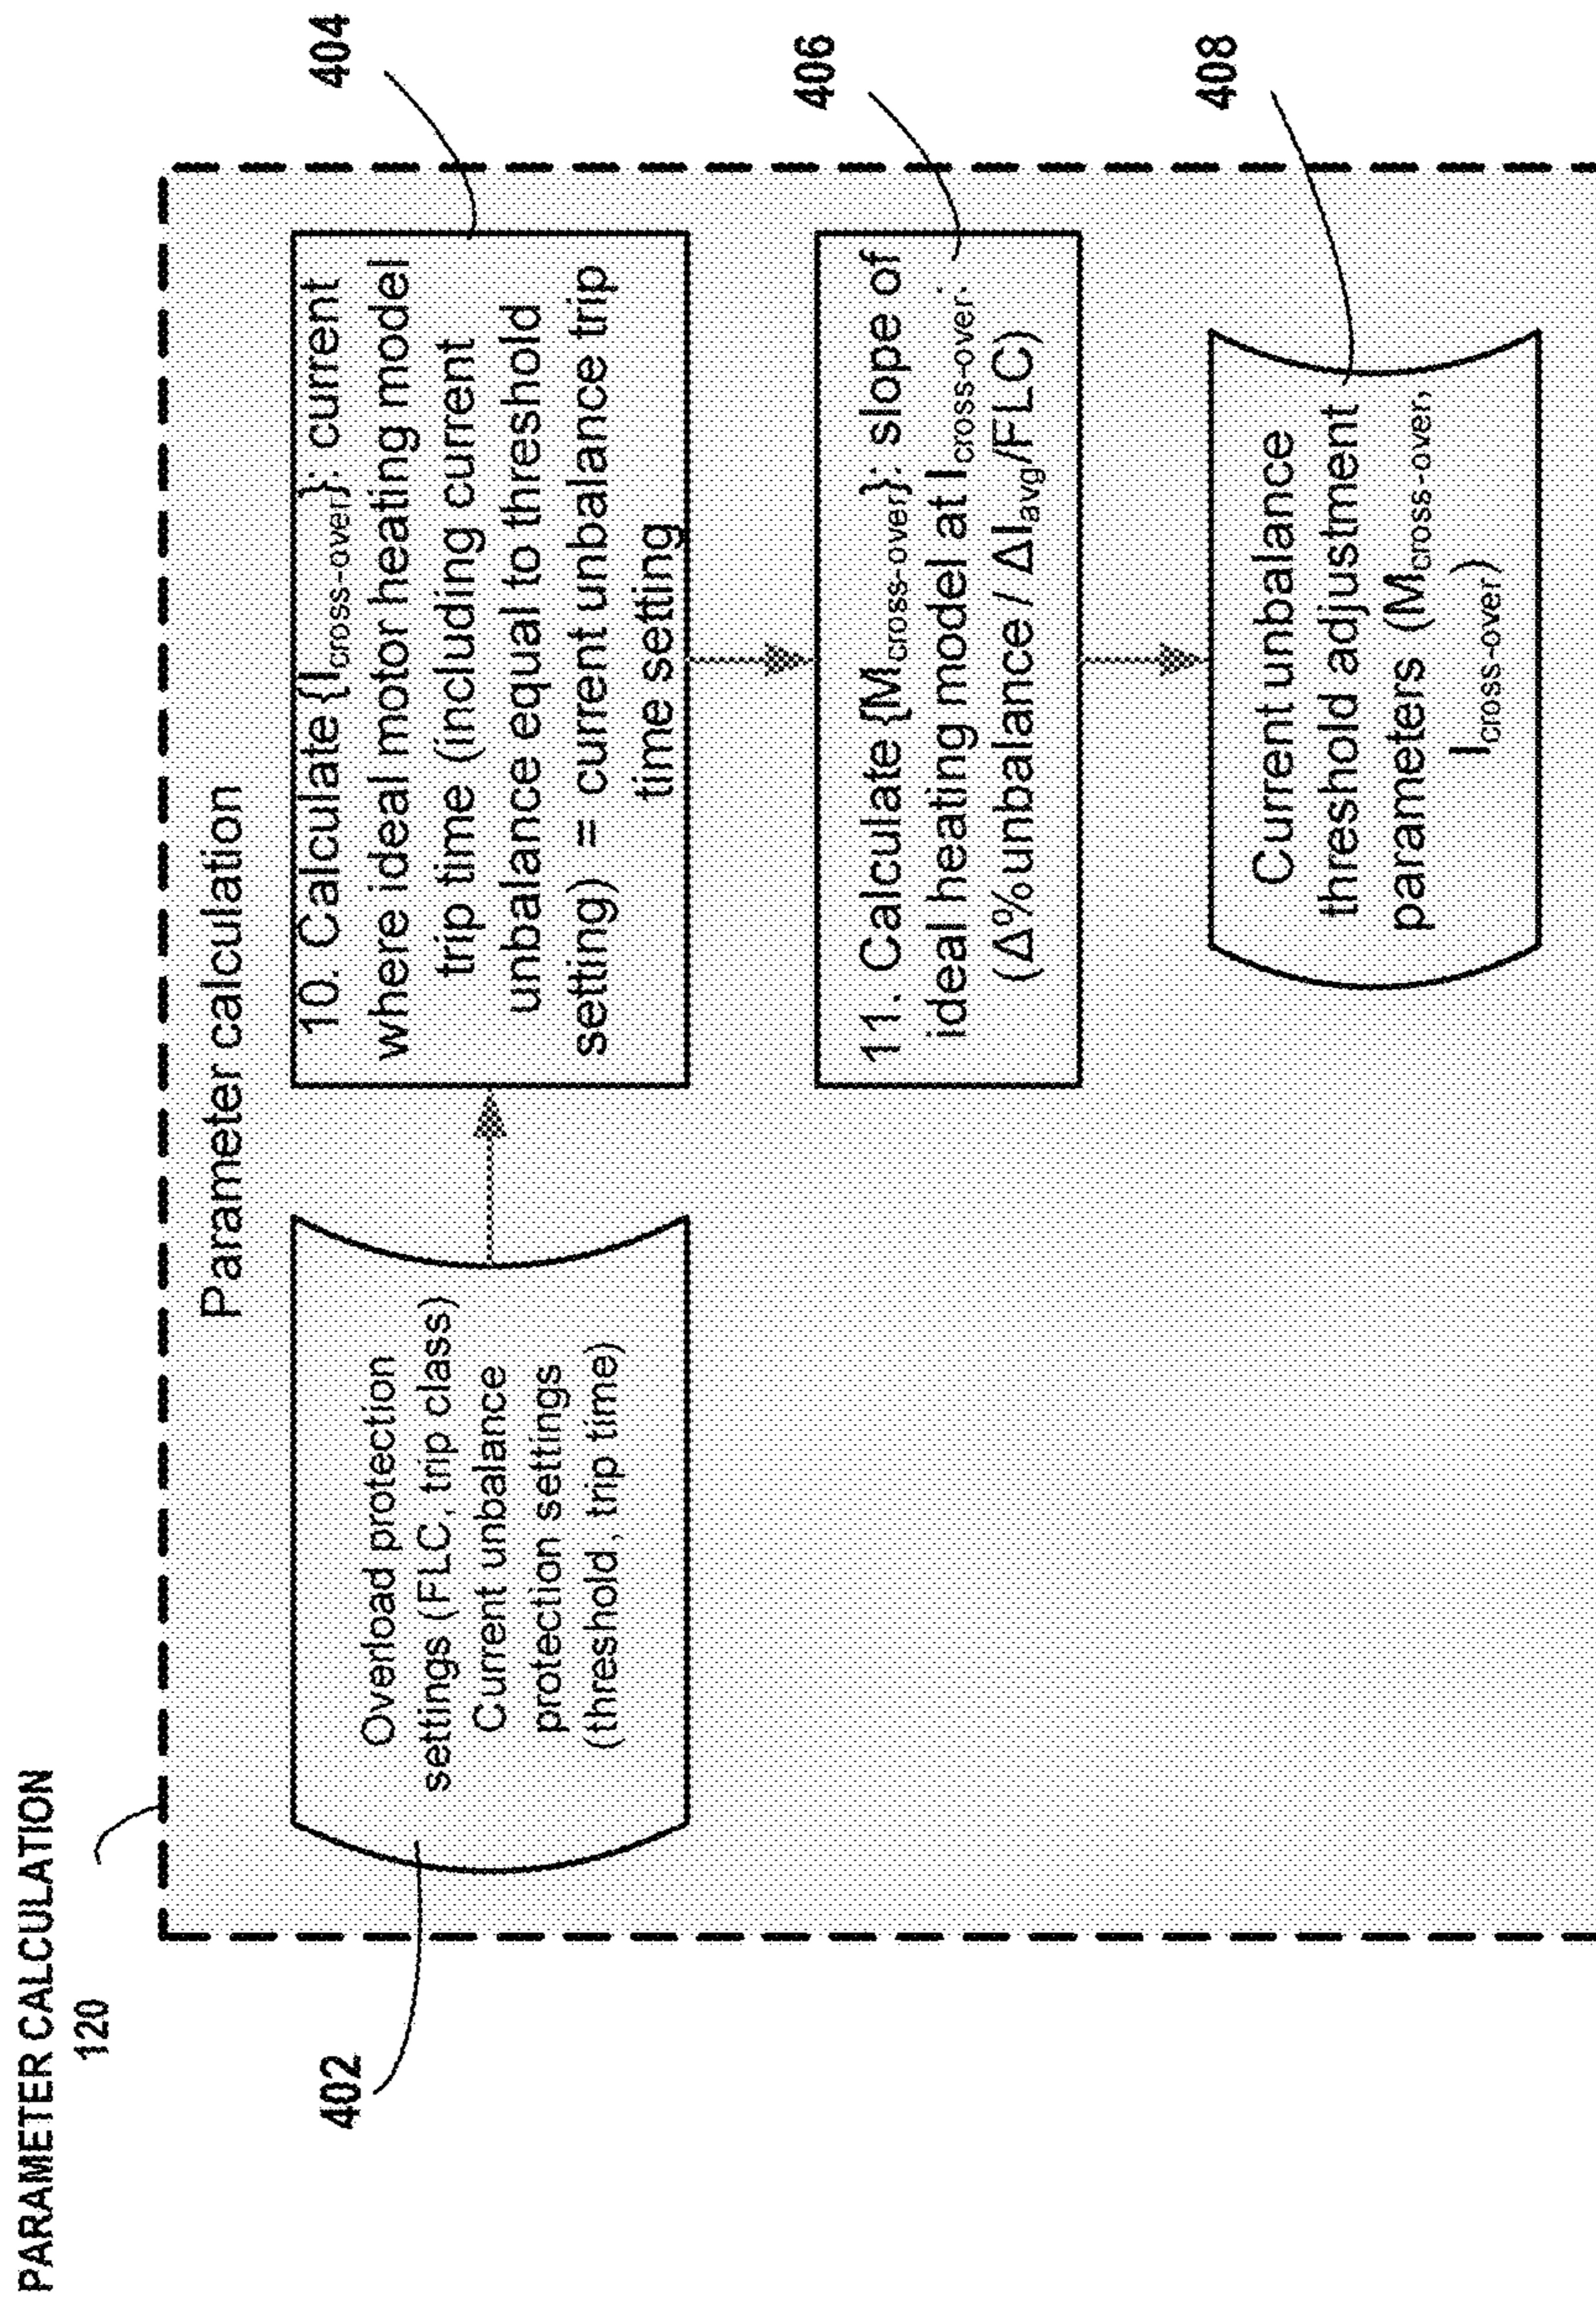 PARAMETER CALCULATION
120
Parameter calculation
402
Overload protection
settings (FLC, trip class)
Current unbalance
protection settings
(threshold, trip time)
404
10. Calculate {Icross-over}: current
where ideal motor heating model
trip time (including current
unbalance equal to threshold
setting) = current unbalance trip
time setting
406
11. Calculate {Mcross-over}: slope of
ideal heating model at Icross-over.
(Δ%unbalance / ΔIavg/FLC)
408
Current unbalance
threshold adjustment
parameters (Mcross-over,
Icross-over)